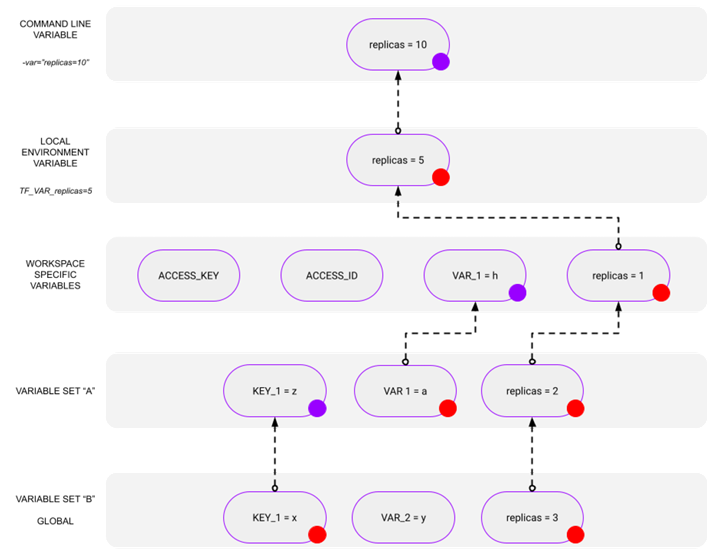 COMMAND LINE
VARIABLE
-var="replicas=10"
replicas = 10
LOCAL
ENVIRONMENT
VARIABLE
TF_VAR_replicas=5
replicas = 5
WORKSPACE
SPECIFIC
VARIABLES
ACCESS_KEY
ACCESS_ID
VAR_1 = h
replicas = 1
VARIABLE SET “A”
KEY_1 = z
VAR 1 = a
replicas = 2
VARIABLE SET “B”
GLOBAL
KEY_1 = x
VAR_2 = y
replicas = 3